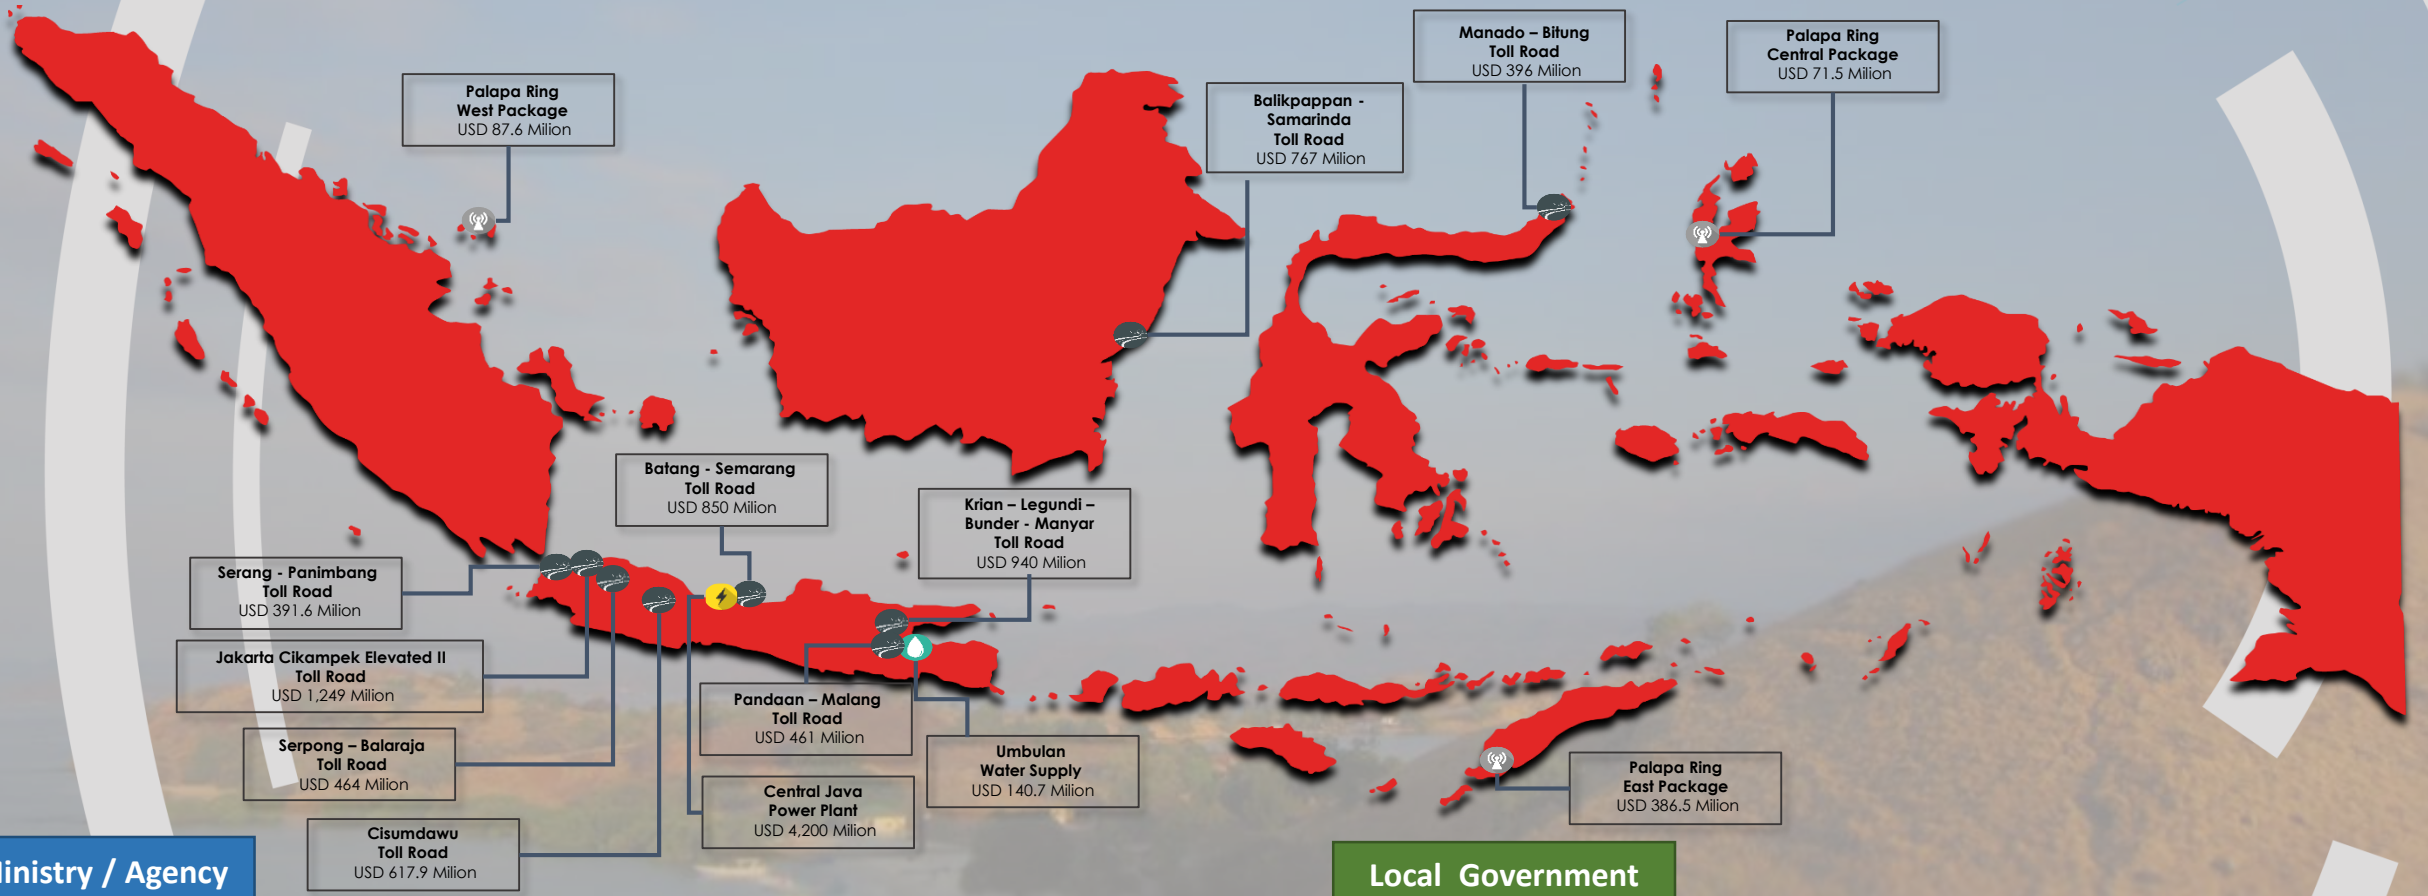 Manado – Bitung
Toll Road
USD 396 Milion
Palapa Ring
Central Package
USD 71.5 Milion
Palapa Ring
West Package
USD 87.6 Milion
Balikpappan -
Samarinda
Toll Road
USD 767 Milion
Batang - Semarang
Toll Road
USD 850 Milion
Krian – Legundi –
Bunder - Manyar
Toll Road
USD 940 Milion
Serang - Panimbang
Toll Road
USD 391.6 Milion
Jakarta Cikampek Elevated II
Toll Road
USD 1,249 Milion
Serpong – Balaraja
Toll Road
USD 464 Milion
Cisumdawu
Toll Road
USD 617.9 Milion
Pandaan – Malang
Toll Road
USD 461 Milion
Central Java
Power Plant
USD 4,200 Milion
Umbulan
Water Supply
USD 140.7 Milion
Palapa Ring
East Package
USD 386.5 Milion
inistry / Agency
Local Government